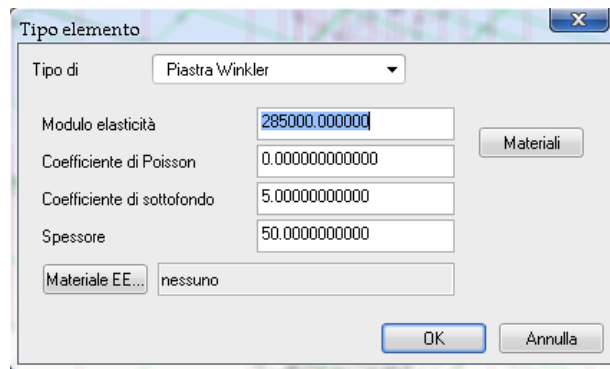 Tipo elemento
Tipo di Piastra Winkler
Modulo elasticità 285000.000000
Materiali
Coefficiente di Poisson 0.000000000000
Coefficiente di sottofondo 5.00000000000
Spessore 50.0000000000
Materiale EE... nessuno
OK Annulla